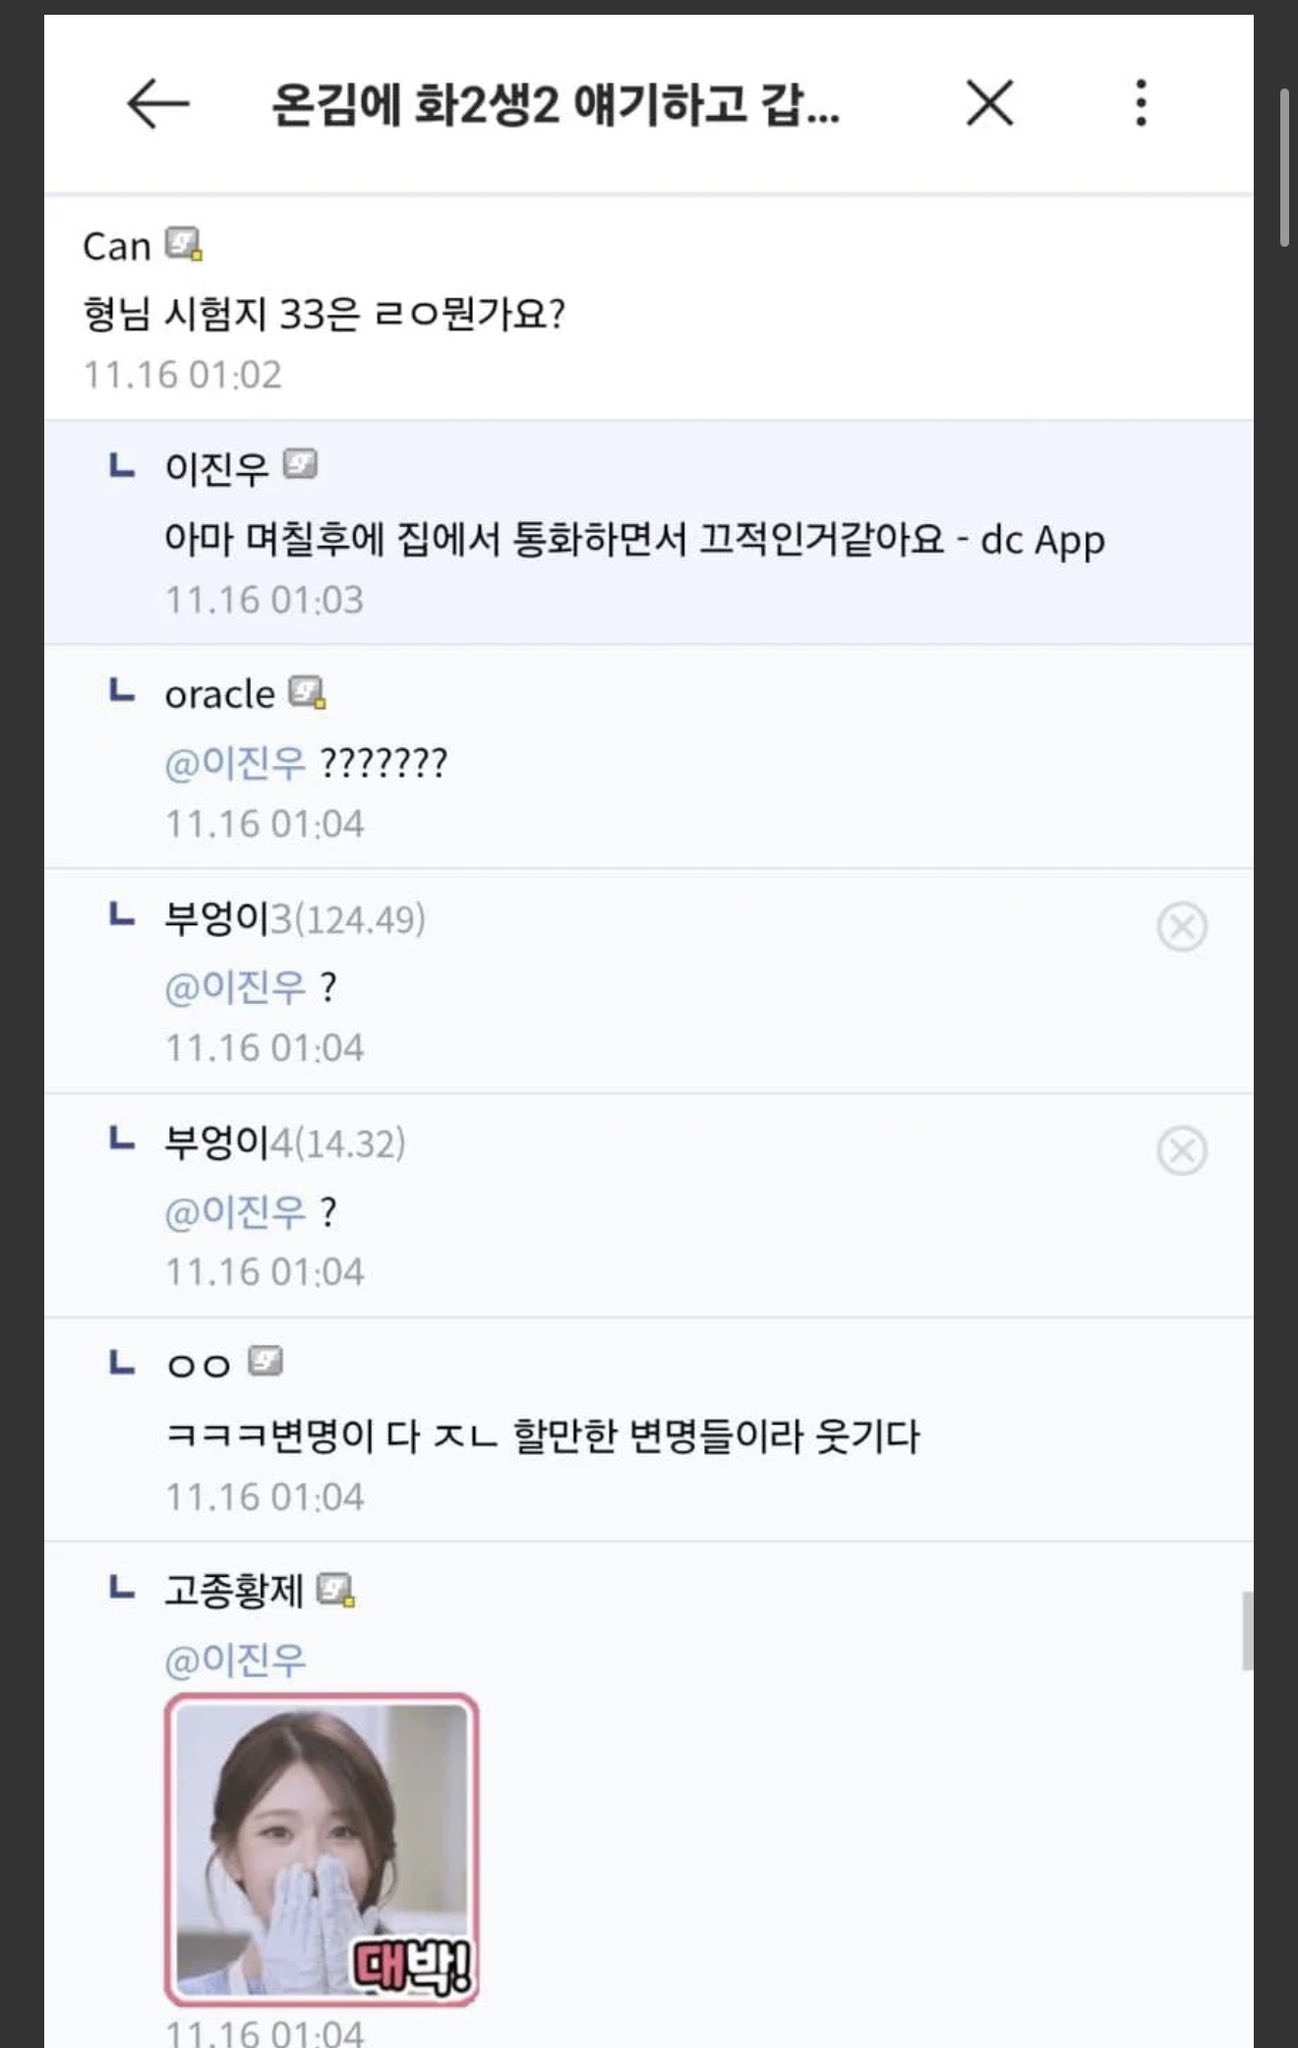 온김에 화2생2 얘기하고 갑...
Can
형님 시험지 33은 ㄹㅇ뭔가요?
11.16 01:02
이진우
아마 며칠후에 집에서 통화하면서 끄적인거같아요 - dc App
11.16 01:03
oracle
@이진우 ???????
11.16 01:04
부엉이3(124.49)
@이진우 ?
11.16 01:04
부엉이4(14.32)
@이진우 ?
11.16 01:04
ㅇㅇ
ㅋㅋㅋ변명이 다 ㅈㄴ 할만한 변명들이라 웃기다
11.16 01:04
고종황제
@이진우
대박!
11.16 01:04